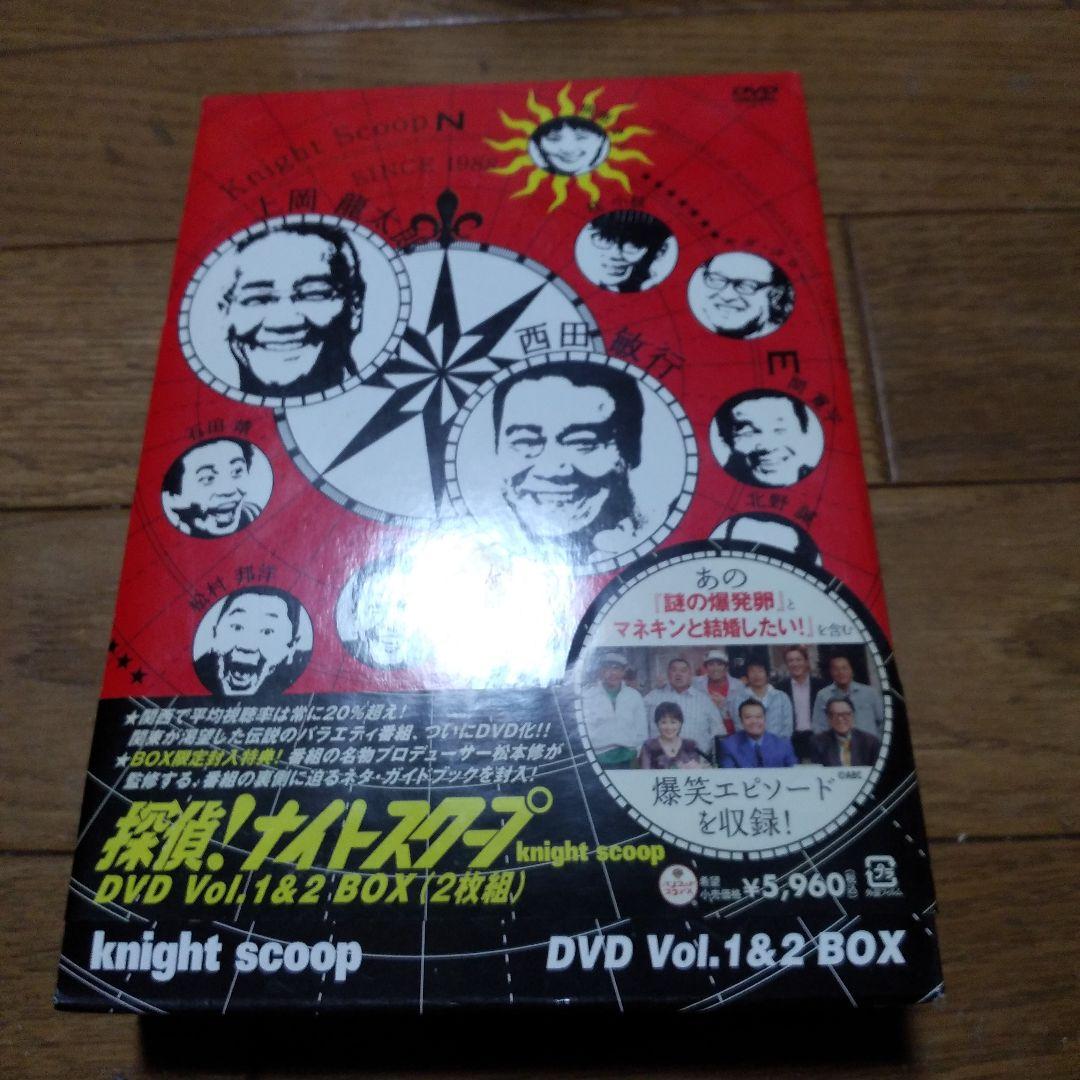 DVD
Knight Scoop N
SINCE 1988
上岡 龍太郎
西田 敏行
E
石田 靖
北野 誠
松村 邦洋
あの
『謎の爆発卵』と
マネキンと結婚したい!』を含む
©ABC
爆笑エピソード
を収録!
★関西で平均視聴率は常に20%超え!
関東が渇望した伝説のバラエティ番組、ついにDVD化!!
★BOX限定封入特典! 番組の名物プロデューサー松本修が
監修する、番組の裏側に迫るネタ・ガイドブックを封入!
探偵!ナイトスクープ knight scoop
DVD Vol.1&2 BOX(2枚組)
希望
小売価格 ¥5,960
knight scoop
DVD Vol.1&2 BOX